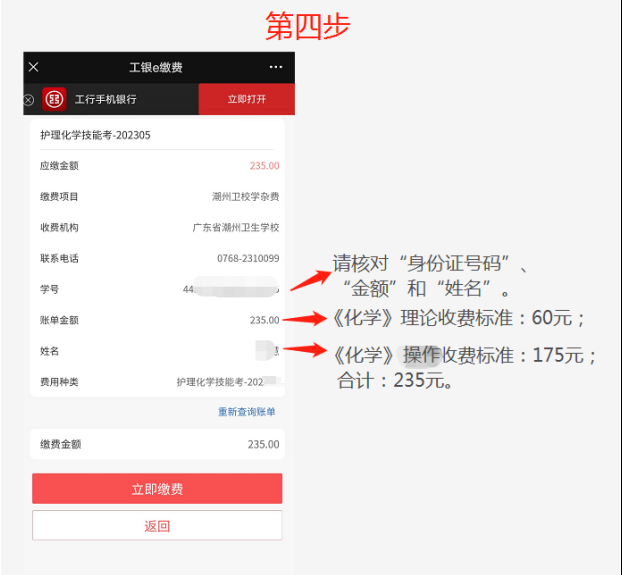 第四步
工银e缴费
工行手机银行
立即打开
护理化学技能考-202305
应缴金额 235.00
缴费项目 潮州卫校学杂费
收费机构 广东省潮州卫生学校
联系电话 0768-2310099
学号 44
账单金额 235.00
姓名
费用种类 护理化学技能考-202
重新查询账单
缴费金额 235.00
立即缴费
返回
请核对“身份证号码”、
“金额”和“姓名”。
《化学》理论收费标准：60元；
《化学》操作收费标准：175元；
合计：235元。